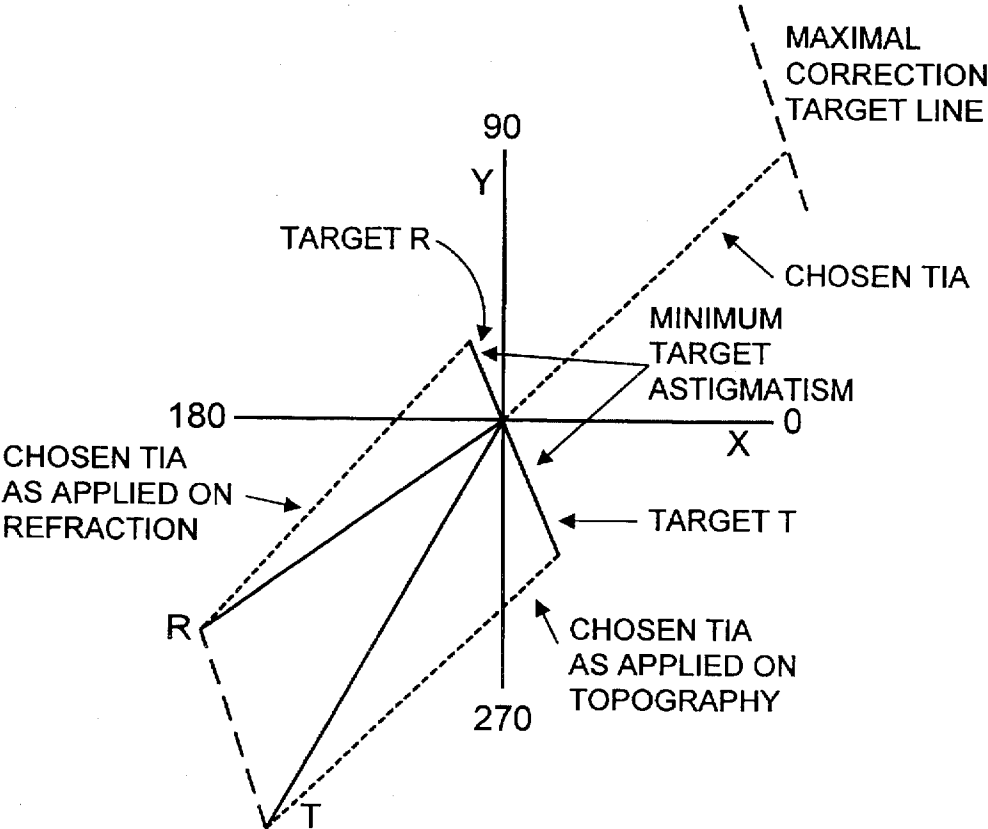 MAXIMAL
CORRECTION
TARGET LINE
90
Y
TARGET R
CHOSEN TIA
MINIMUM
TARGET
ASTIGMATISM
180
0
X
CHOSEN TIA
AS APPLIED ON
REFRACTION
TARGET T
R
CHOSEN TIA
AS APPLIED ON
TOPOGRAPHY
270
T